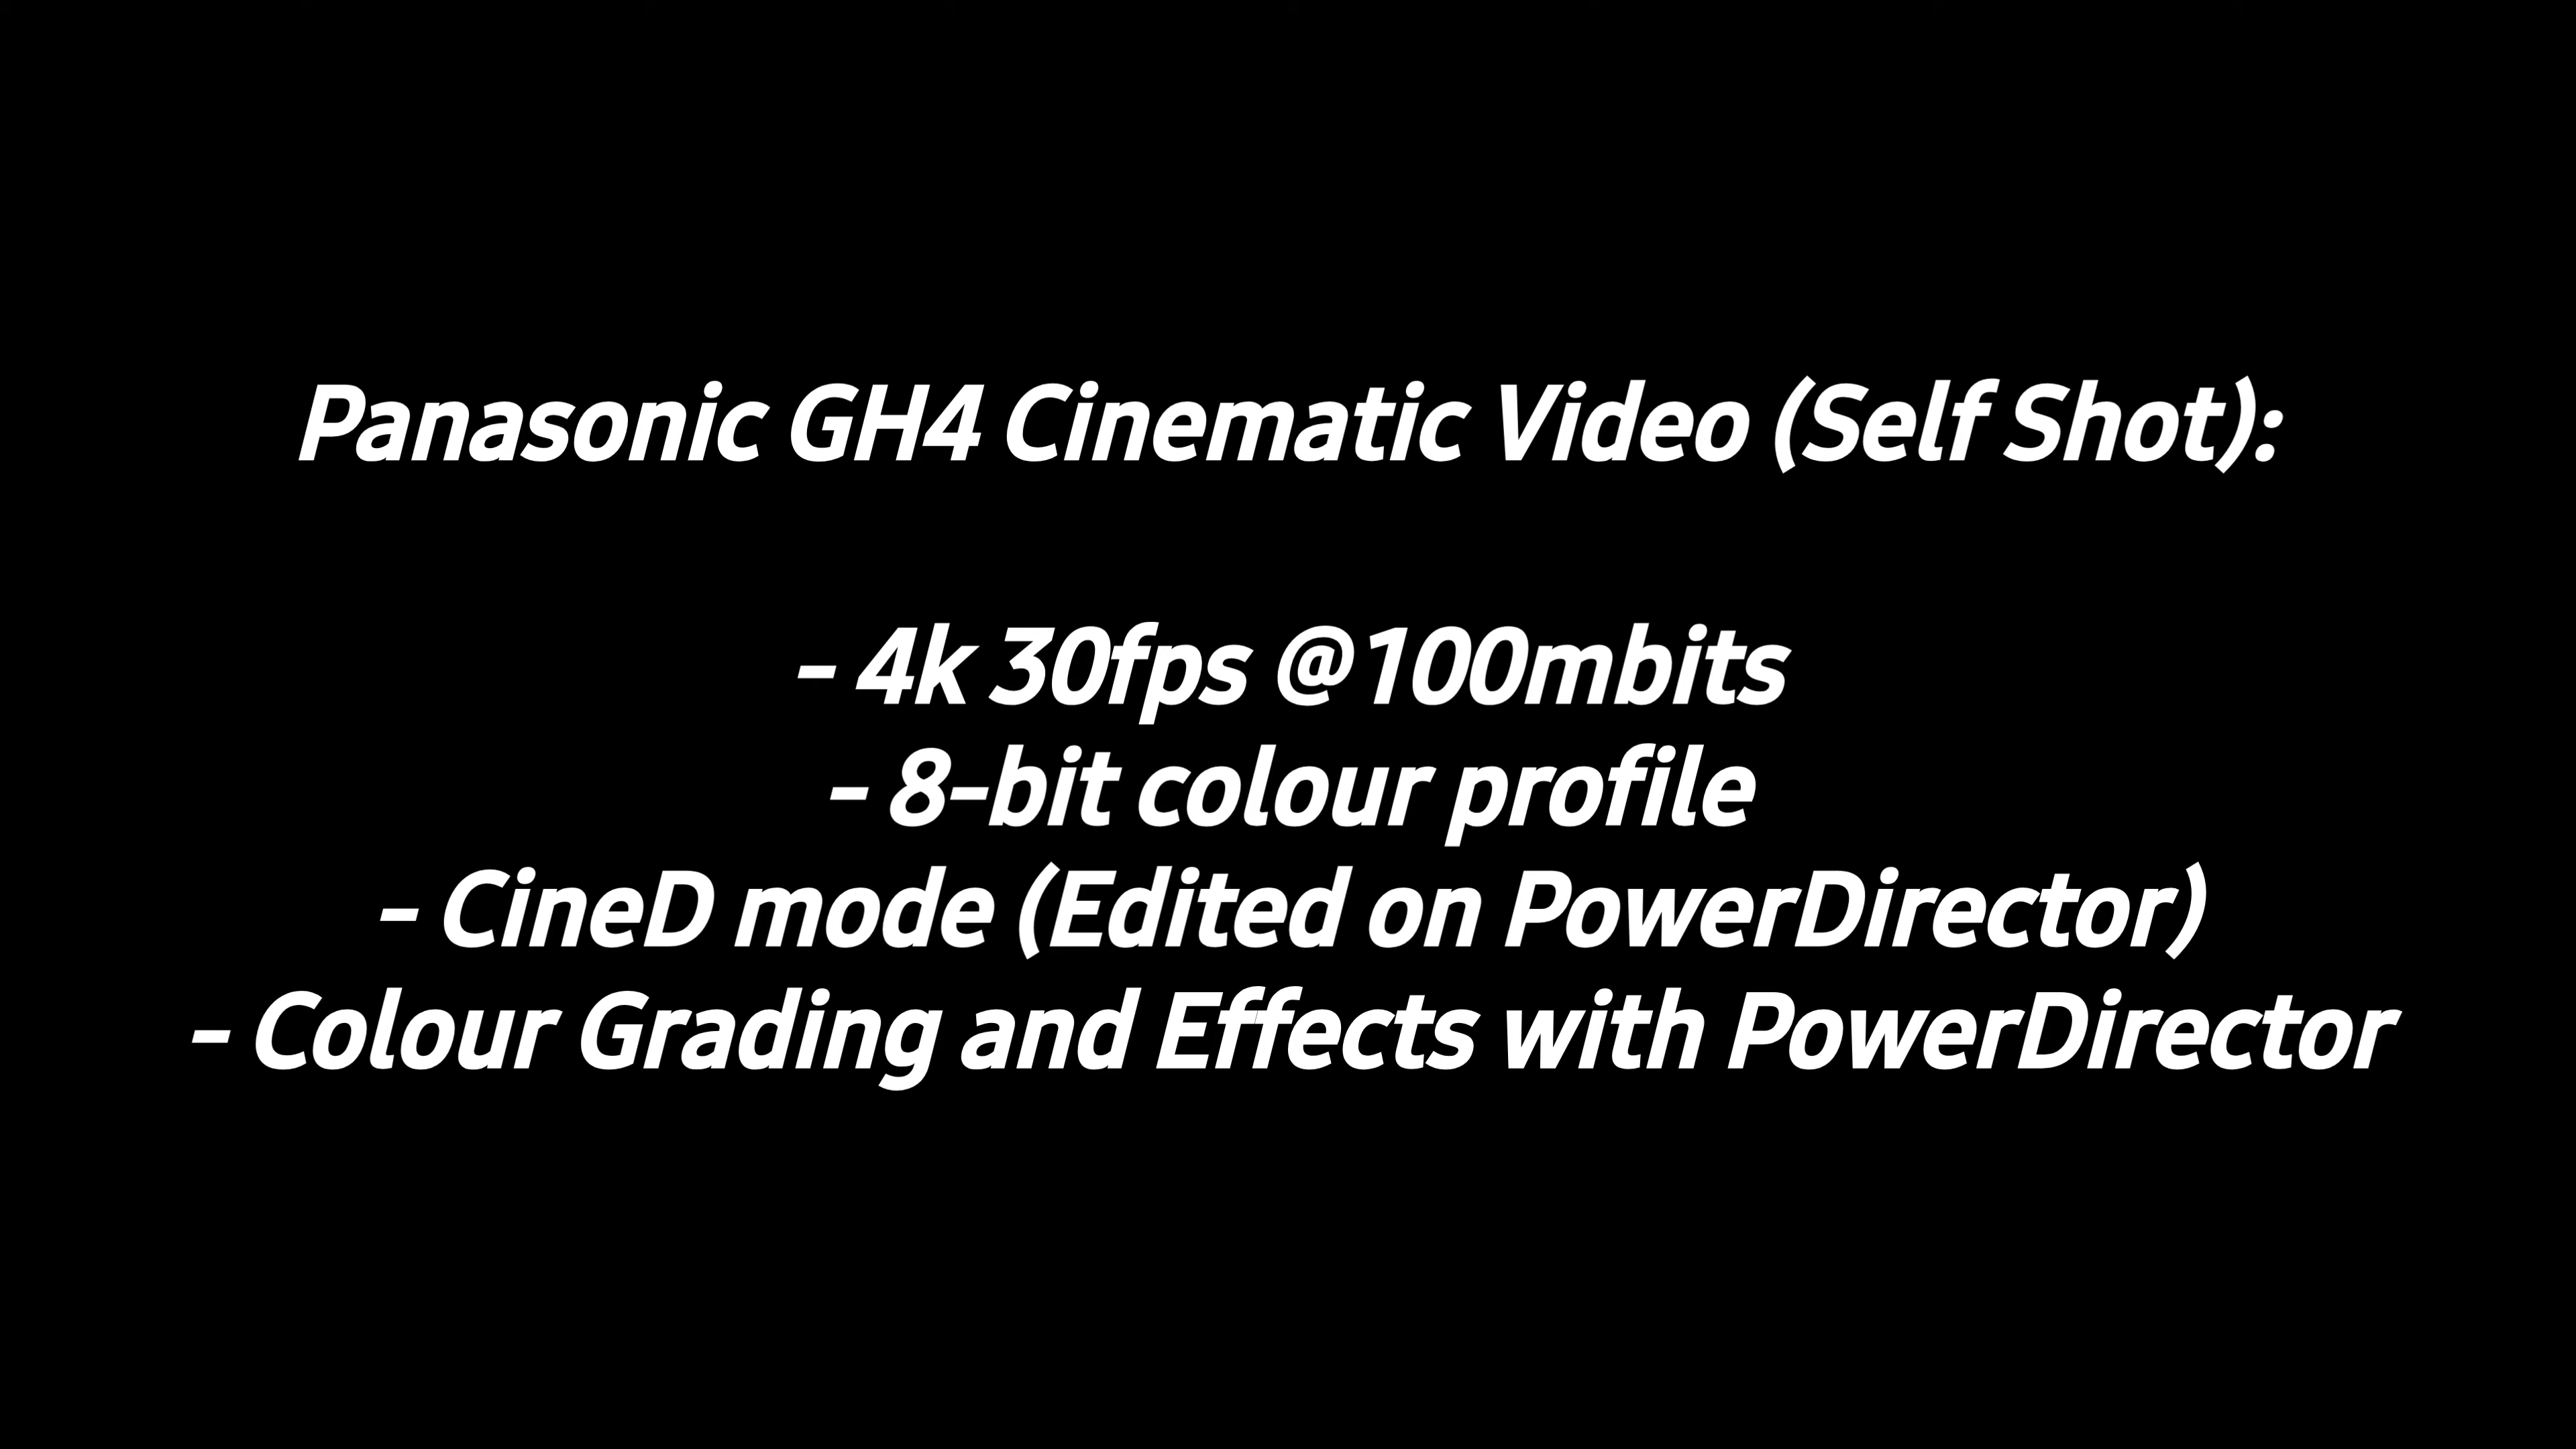 Panasonic GH4 Cinematic Video (Self Shot):
- 4k 30fps @100mbits
- 8-bit colour profile
- CineD mode (Edited on PowerDirector)
- Colour Grading and Effects with PowerDirector